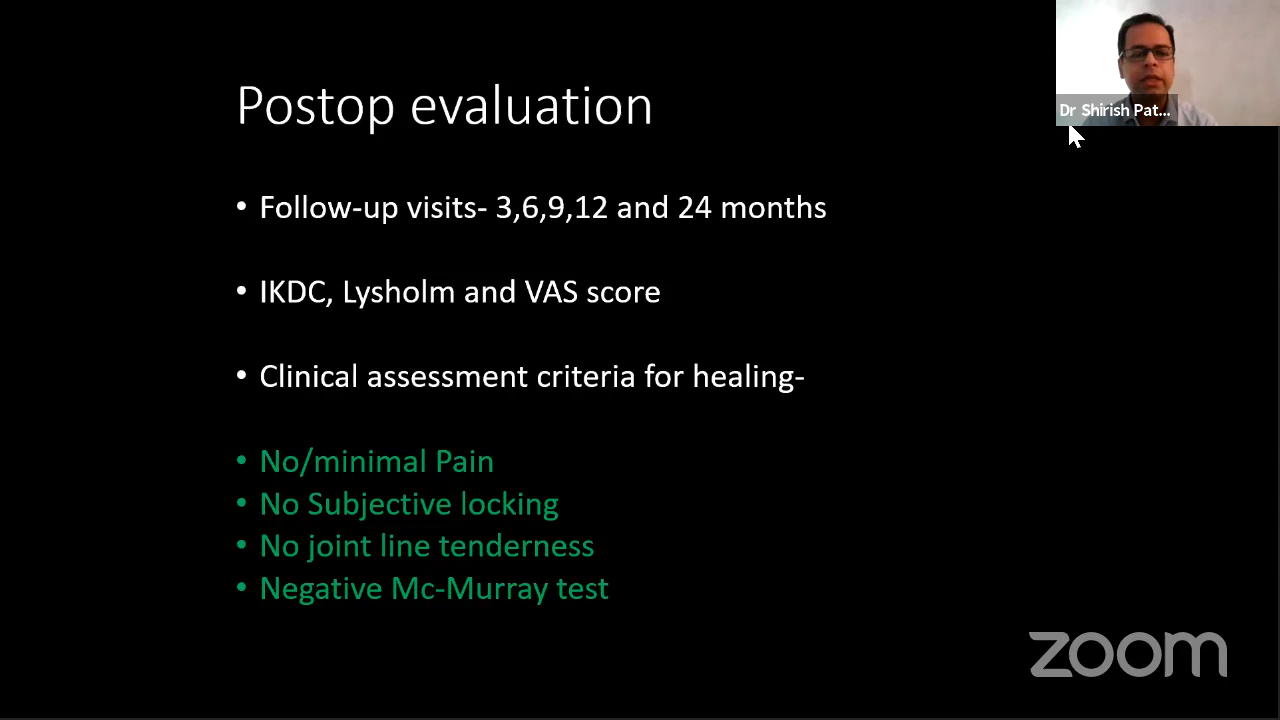 Postop evaluation
Dr Shirish Pat...
• Follow-up visits- 3,6,9,12 and 24 months
• IKDC, Lysholm and VAS score
• Clinical assessment criteria for healing-
• No/minimal Pain
• No Subjective locking
• No joint line tenderness
• Negative Mc-Murray test
zoom